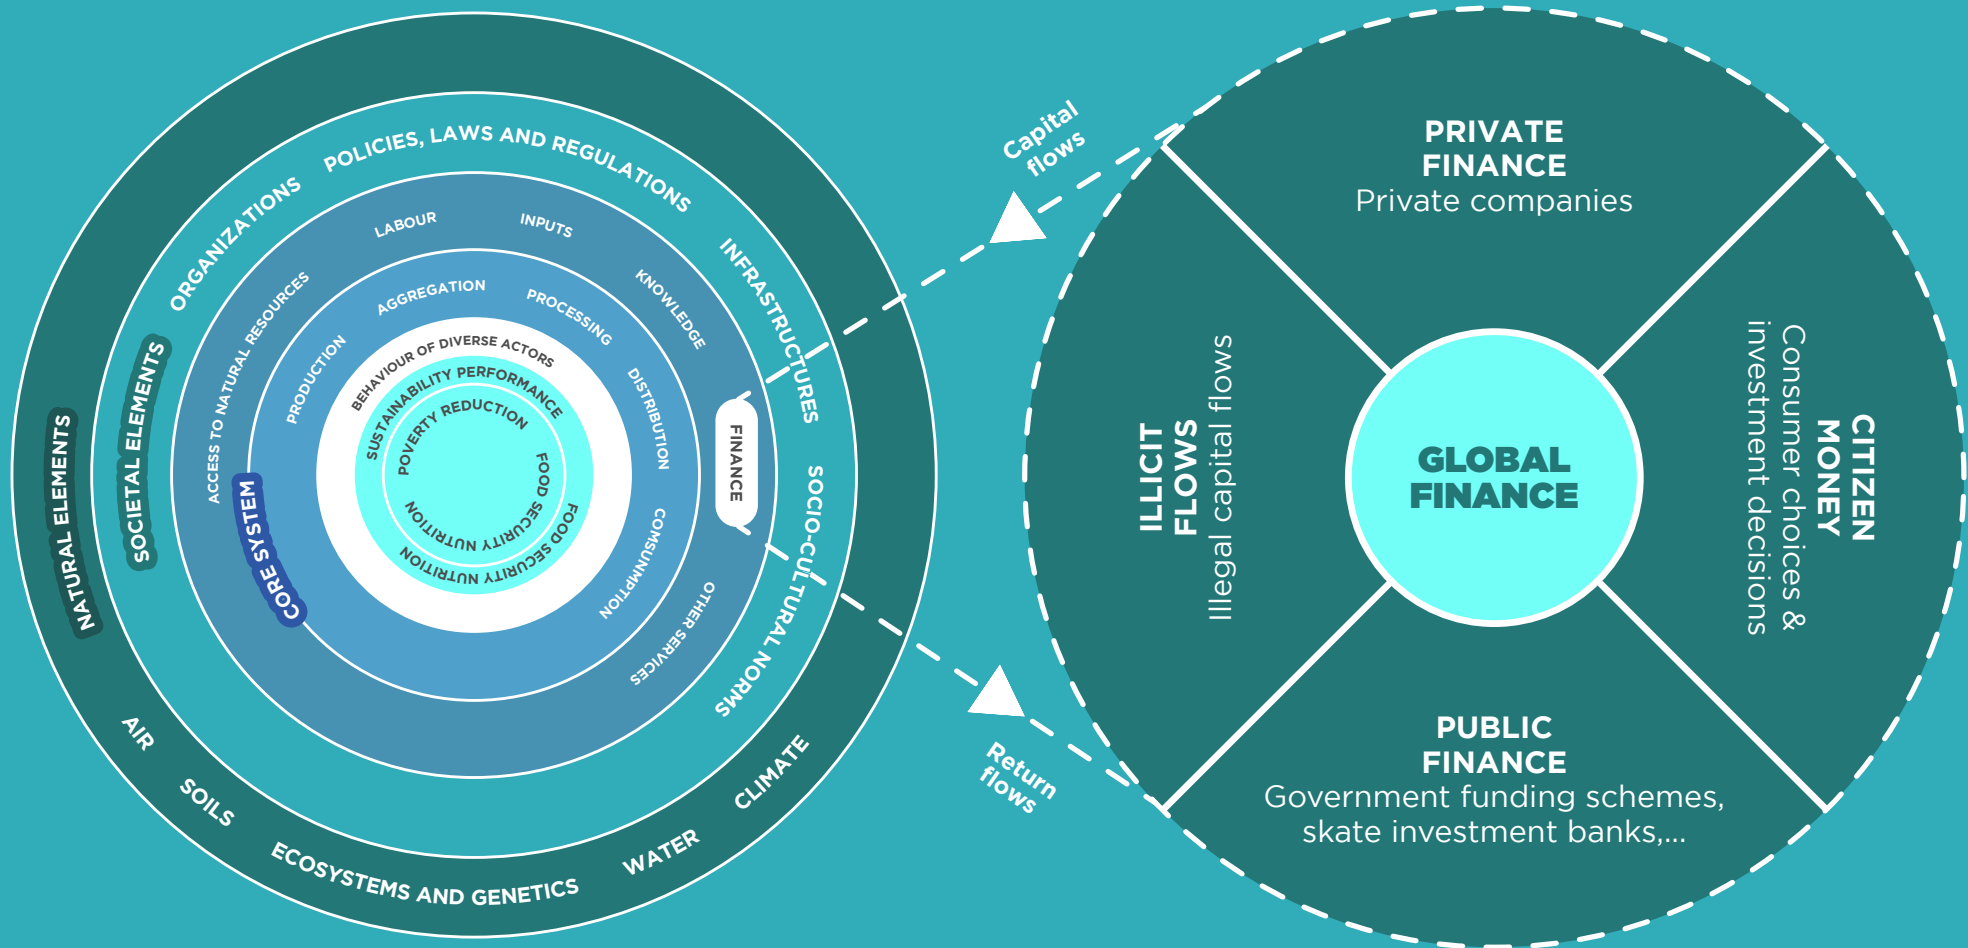 NATURAL ELEMENTS
AIR
SOILS
ECOSYSTEMS AND GENETICS
WATER
CLIMATE
SOCIETAL ELEMENTS
ORGANIZATIONS
POLICIES, LAWS AND REGULATIONS
INFRASTRUCTURES
SOCIO-CULTURAL NORMS
ACCESS TO NATURAL RESOURCES
LABOUR
INPUTS
KNOWLEDGE
FINANCE
OTHER SERVICES
CORE SYSTEM
PRODUCTION
AGGREGATION
PROCESSING
DISTRIBUTION
COMSUNMPTION
BEHAVIOUR OF DIVERSE ACTORS
SUSTAINABILITY PERFORMANCE
FOOD SECURITY NUTRITION
POVERTY REDUCTION
FOOD SECURITY NUTRITION
Capital
flows
Return
flows
PRIVATE
FINANCE
Private companies
ILLICIT
FLOWS
Illegal capital flows
GLOBAL
FINANCE
CITIZEN
MONEY
Consumer choices &
investment decisions
PUBLIC
FINANCE
Government funding schemes,
skate investment banks,...